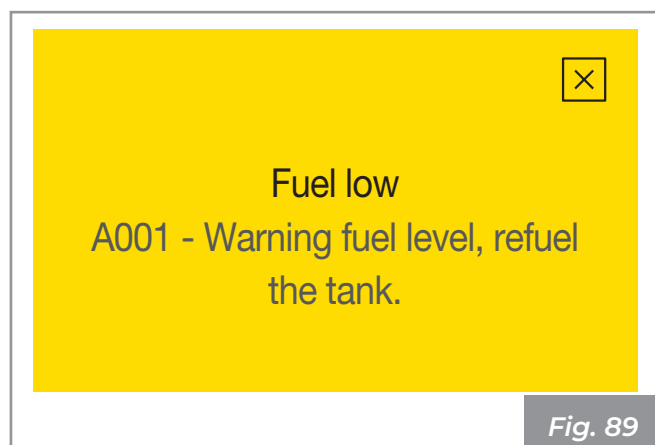 Fuel low
A001 - Warning fuel level, refuel
the tank.
Fig. 89